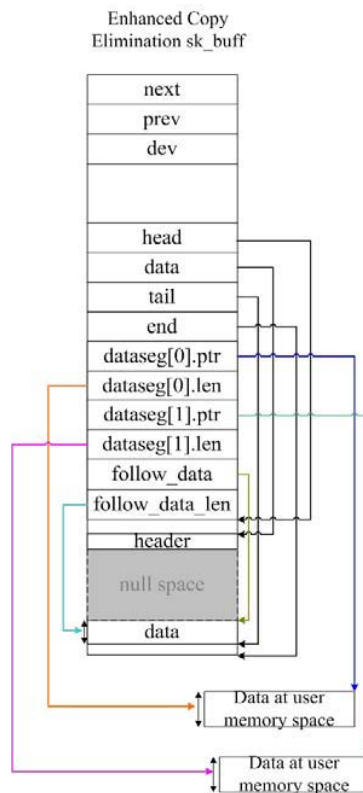 Enhanced Copy
Elimination sk_buff
next
prev
dev
head
data
tail
end
dataseg[0].ptr
dataseg[0].len
dataseg[1].ptr
dataseg[1].len
follow_data
follow_data_len
header
null space
data
Data at user
memory space
Data at user
memory space